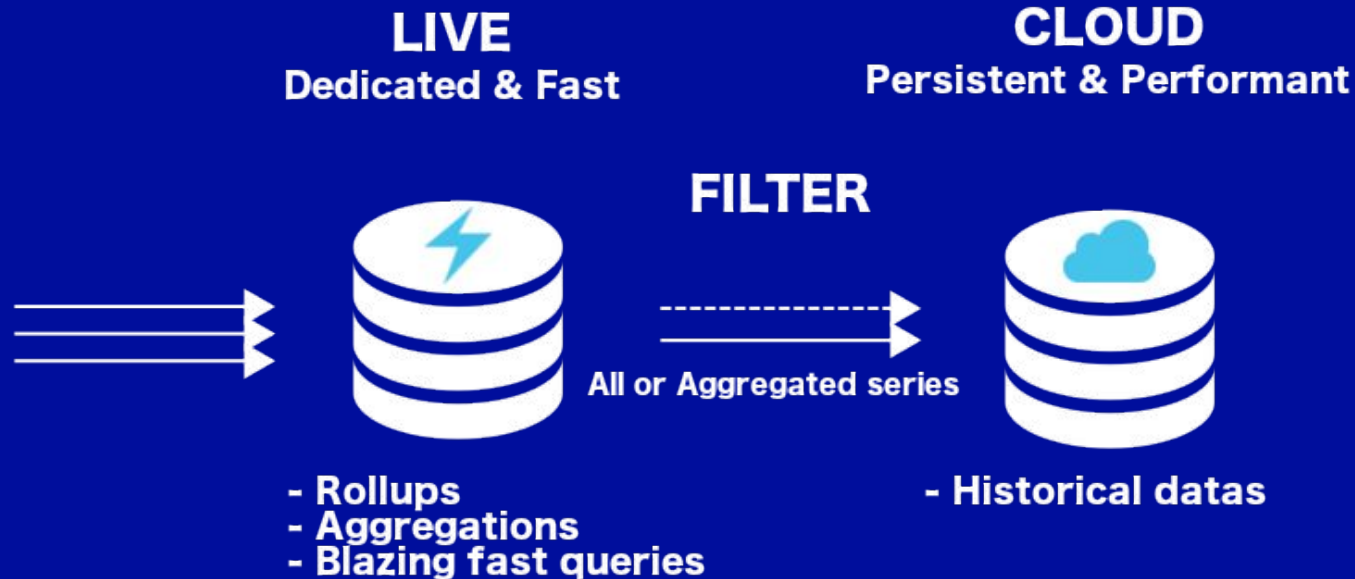 LIVE
Dedicated & Fast
CLOUD
Persistent & Performant
FILTER
All or Aggregated series
- Rollups
- Aggregations
- Blazing fast queries
- Historical datas